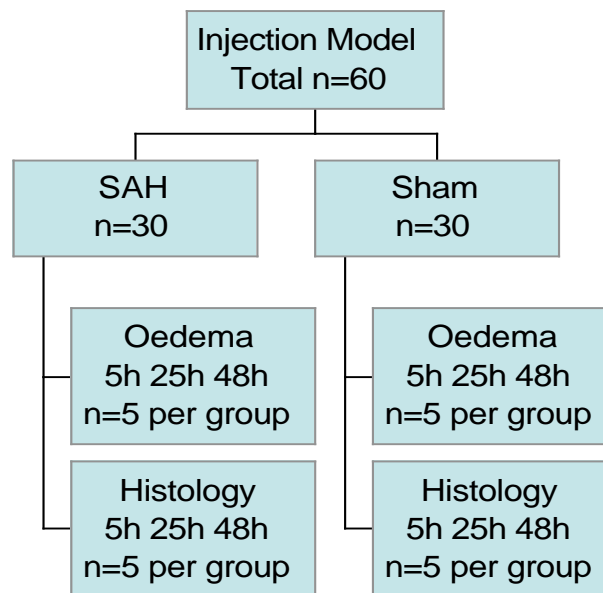 Injection Model
Total n=60
SAH
n=30
Sham
n=30
Oedema
5h 25h 48h
n=5 per group
Oedema
5h 25h 48h
n=5 per group
Histology
5h 25h 48h
n=5 per group
Histology
5h 25h 48h
n=5 per group